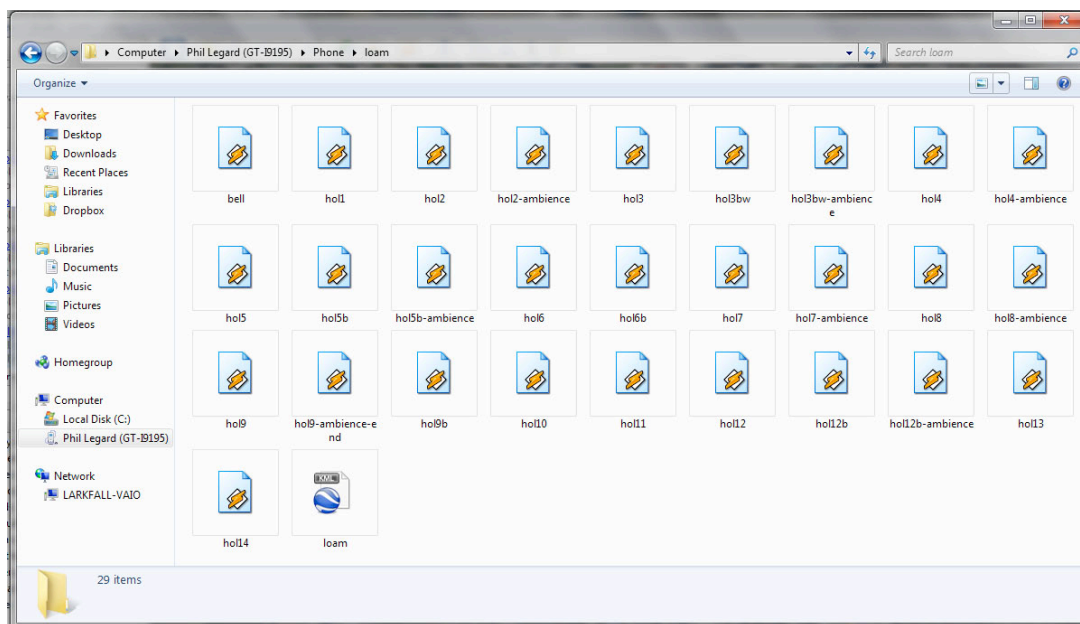 Computer ▸ Phil Legard (GT-I9195) ▸ Phone ▸ loam
Search loam
Organize
Favorites
Desktop
Downloads
Recent Places
Libraries
Dropbox
Libraries
Documents
Music
Pictures
Videos
Homegroup
Computer
Local Disk (C:)
Phil Legard (GT-I9195)
Network
LARKFALL-VAIO
bell hol1 hol2 hol2-ambience hol3 hol3bw hol3bw-ambienc hol4 hol4-ambience
e
hol5 hol5b hol5b-ambience hol6 hol6b hol7 hol7-ambience hol8 hol8-ambience
hol9 hol9-ambience-e hol9b hol10 hol11 hol12 hol12b hol12b-ambience hol13
nd
KML
hol14 loam
29 items